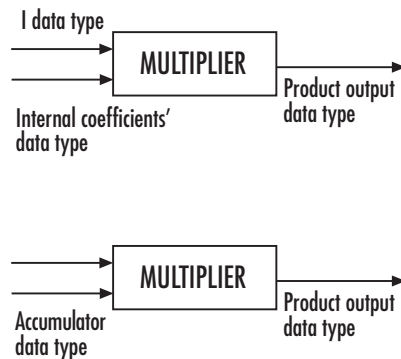 I data type
MULTIPLIER
Internal coefficients’
data type
Product output
data type
MULTIPLIER
Accumulator
data type
Product output
data type